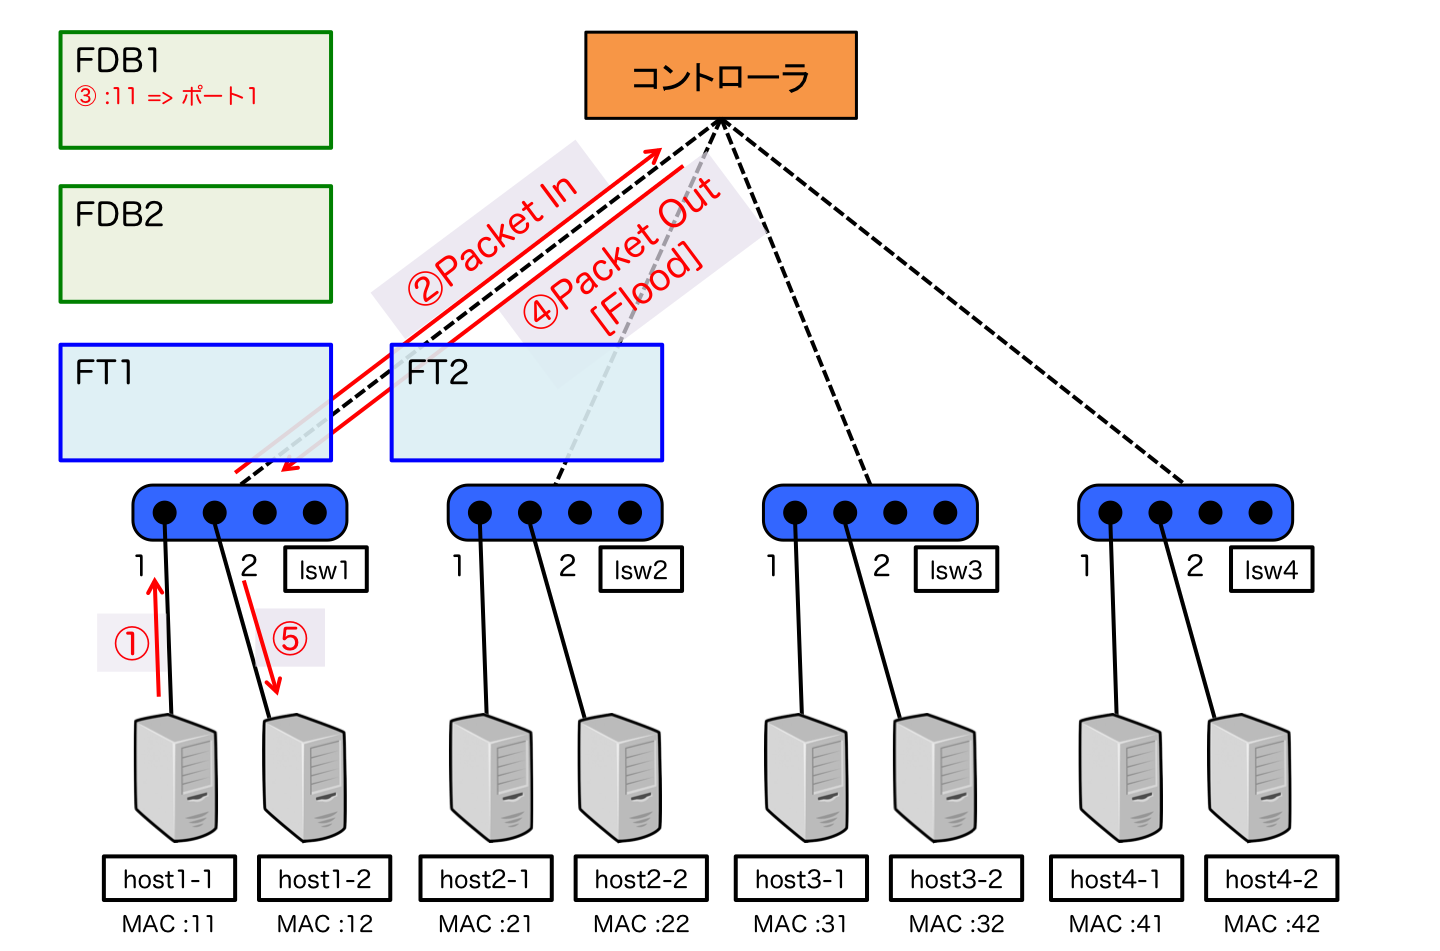 FDB1
③ :11 => ポート1
コントローラ
FDB2
②Packet In
④Packet Out
[Flood]
FT1
FT2
1
2
lsw1
1
2
lsw2
1
2
lsw3
1
2
lsw4
①
⑤
host1-1
host1-2
host2-1
host2-2
host3-1
host3-2
host4-1
host4-2
MAC :11
MAC :12
MAC :21
MAC :22
MAC :31
MAC :32
MAC :41
MAC :42